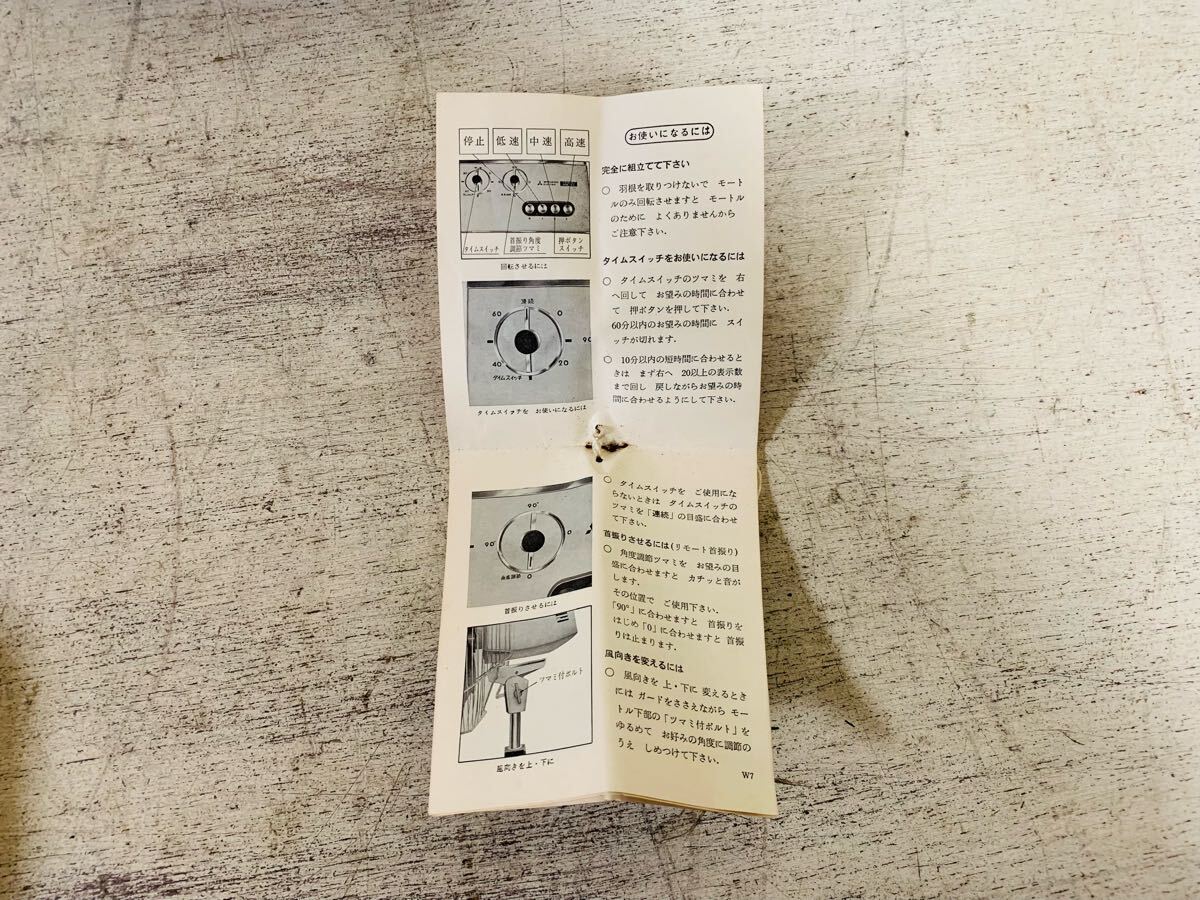 停止 低速 中速 高速
タイムスイッチ
首振り角度
調節ツマミ
押ボタン
スイッチ
回転させるには
連続
60 0
90
40 20
タイムスイッチ
タイムスイッチを お使いになるには
90°
90° 0
角度調節 0
首振りさせるには
ツマミ付ボルト
風向きを上・下に
お使いになるには
完全に組立てて下さい
○ 羽根を取りつけないで モート
ルのみ回転させますと モートル
のために よくありませんから
ご注意下さい.
タイムスイッチをお使いになるには
○ タイムスイッチのツマミを 右
へ回して お望みの時間に合わせ
て 押ボタンを押して下さい.
60分以内のお望みの時間に スイ
ッチが切れます.
○ 10分以内の短時間に合わせると
きは まず右へ 20以上の表示数
まで回し 戻しながらお望みの時
間に合わせるようにして下さい.
○ タイムスイッチを ご使用にな
らないときは タイムスイッチの
ツマミを「連続」の目盛に合わせ
て下さい.
首振りさせるには(リモート首振り)
○ 角度調節ツマミを お望みの目
盛に合わせますと カチッと音が
します.
その位置で ご使用下さい.
「90°」に合わせますと 首振りを
はじめ「0」に合わせますと 首振
りは止まります.
風向きを変えるには
○ 風向きを 上・下に 変えるとき
には ガードをささえながら モー
トル下部の「ツマミ付ボルト」を
ゆるめて お好みの角度に調節の
うえ しめつけて下さい.
W7